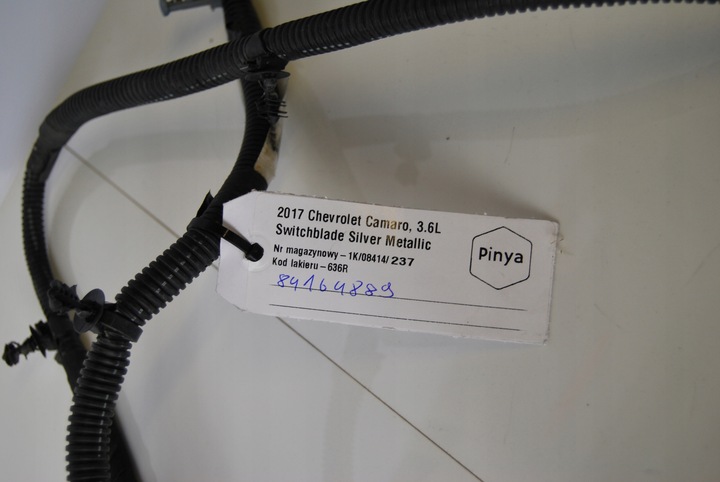 2017 Chevrolet Camaro, 3.6L
Switchblade Silver Metallic
Nr magazynowy – 1K/08414/ 237
Kod lakieru – 636R
84164889
Pinya